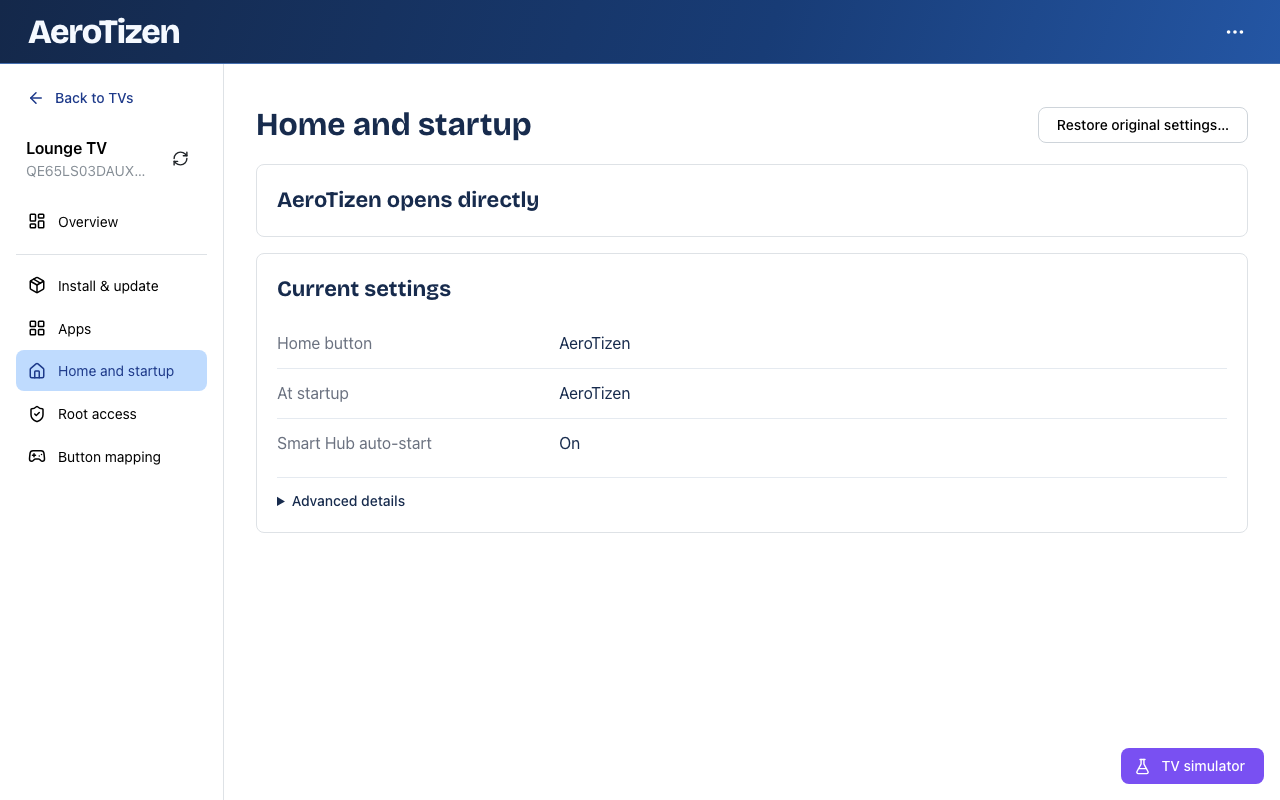 AeroTizen
Back to TVs
Lounge TV
QE65LS03DAUX...
Overview
Install & update
Apps
Home and startup
Root access
Button mapping
Home and startup
Restore original settings...
AeroTizen opens directly
Current settings
Home button AeroTizen
At startup AeroTizen
Smart Hub auto-start On
Advanced details
TV simulator